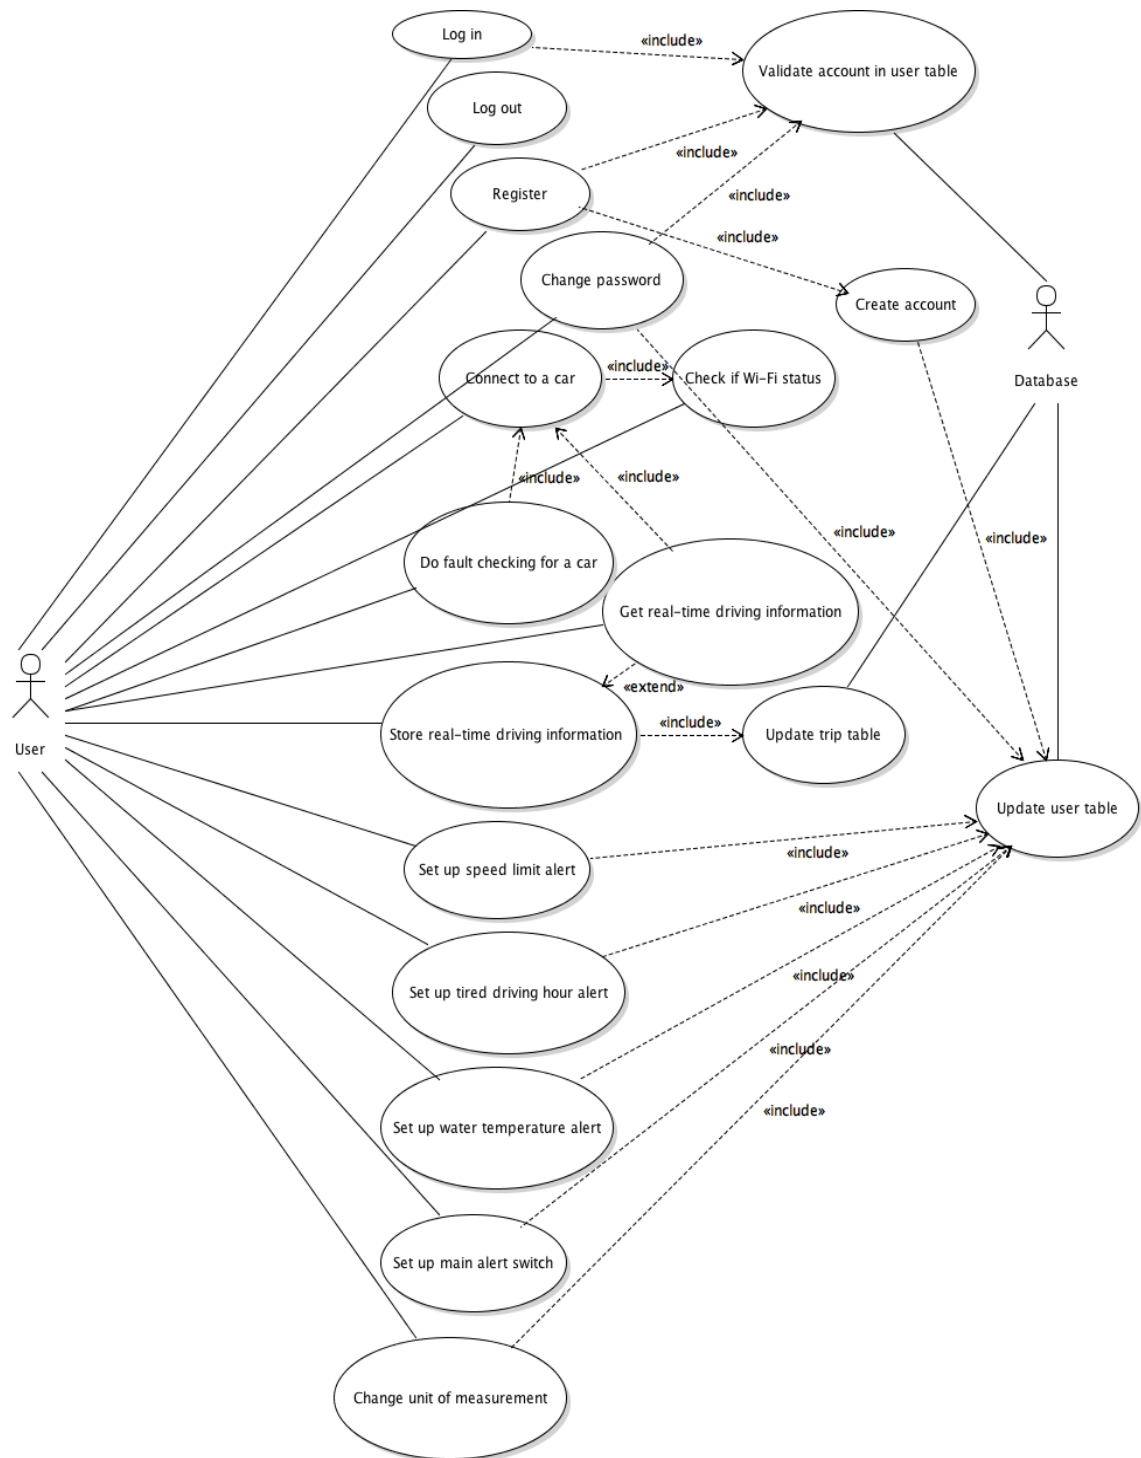 Log in
«include»
Validate account in user table
Log out
«include»
Register
«include»
«include»
Change password
Create account
Connect to a car
«include»
Check if Wi-Fi status
Database
«include»
«include»
«include»
«include»
Do fault checking for a car
Get real-time driving information
«extend»
User
Store real-time driving information
«include»
Update trip table
Update user table
Set up speed limit alert
«include»
«include»
Set up tired driving hour alert
«include»
«include»
Set up water temperature alert
«include»
Set up main alert switch
Change unit of measurement